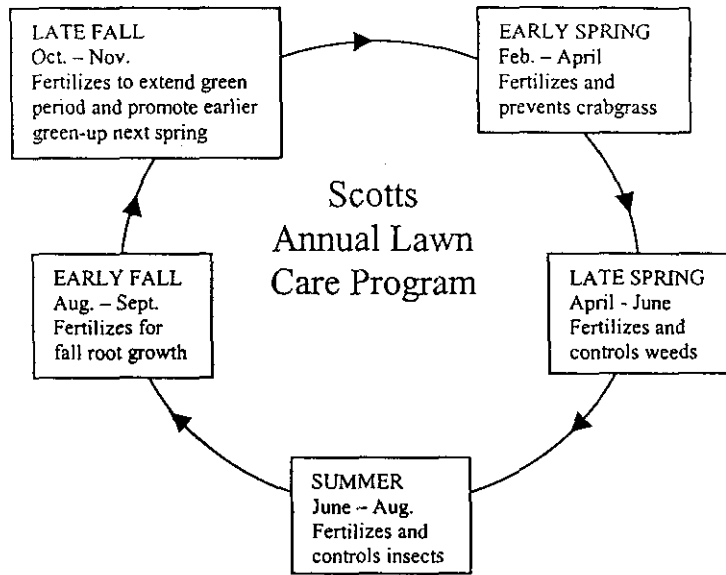 LATE FALL
Oct. – Nov.
Fertilizes to extend green
period and promote earlier
green-up next spring
EARLY SPRING
Feb. – April
Fertilizes and
prevents crabgrass
Scotts
Annual Lawn
Care Program
EARLY FALL
Aug. – Sept.
Fertilizes for
fall root growth
LATE SPRING
April - June
Fertilizes and
controls weeds
SUMMER
June – Aug.
Fertilizes and
controls insects